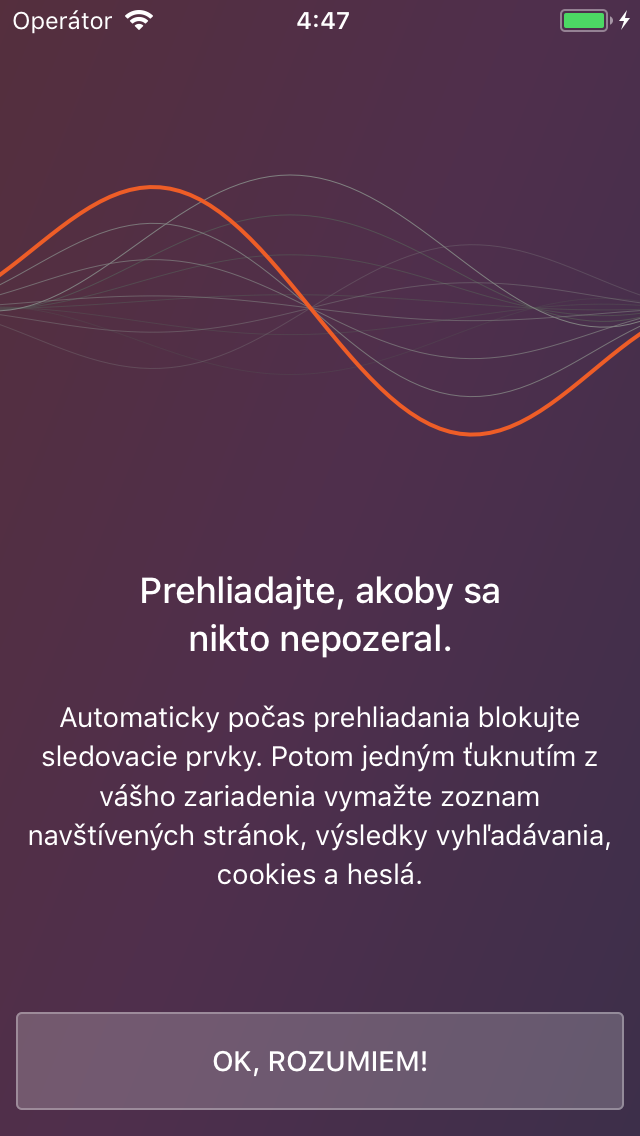 Operátor 4:47
Prehliadajte, akoby sa
nikto nepozeral.
Automaticky počas prehliadania blokujte
sledovacie prvky. Potom jedným ťuknutím z
vášho zariadenia vymažte zoznam
navštívených stránok, výsledky vyhľadávania,
cookies a heslá.
OK, ROZUMIEM!